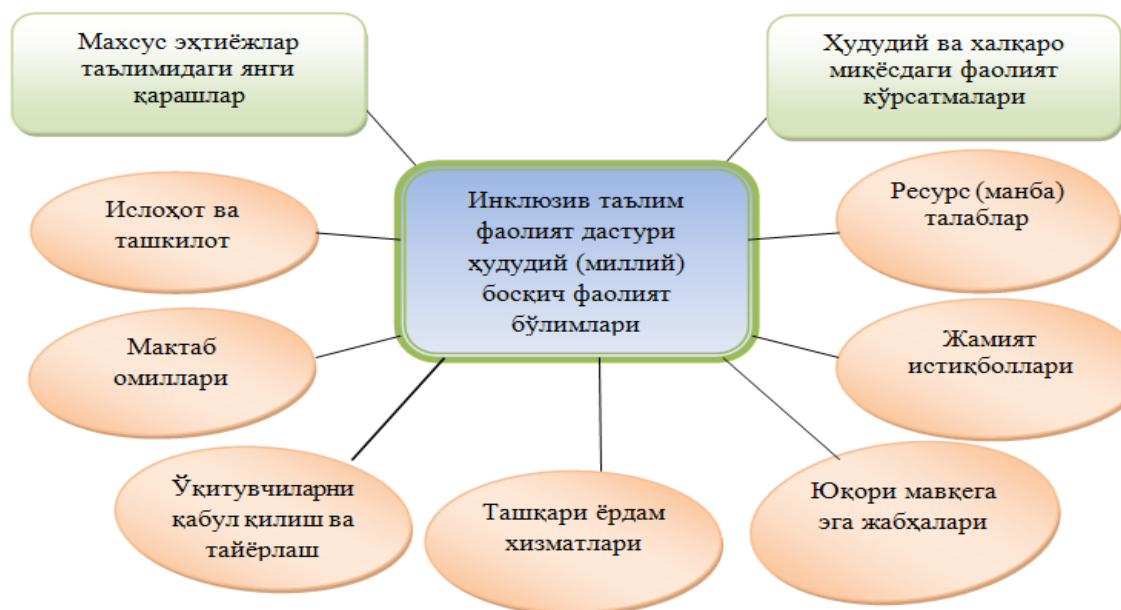 Махсус эҳтиёжлар
таълимидаги янги
қарашлар
Ҳудудий ва халқаро
миқёсдаги фаолият
кўрсатмалари
Инклюзив таълим
фаолият дастури
ҳудудий (миллий)
босқич фаолият
бўлимлари
Ислоҳот ва
ташкилот
Ресурс (манба)
талаблар
Мактаб
омиллари
Жамият
истиқболлари
Ўқитувчиларни
қабул қилиш ва
тайёрлаш
Ташқари ёрдам
хизматлари
Юқори мавқега
эга жабҳалари